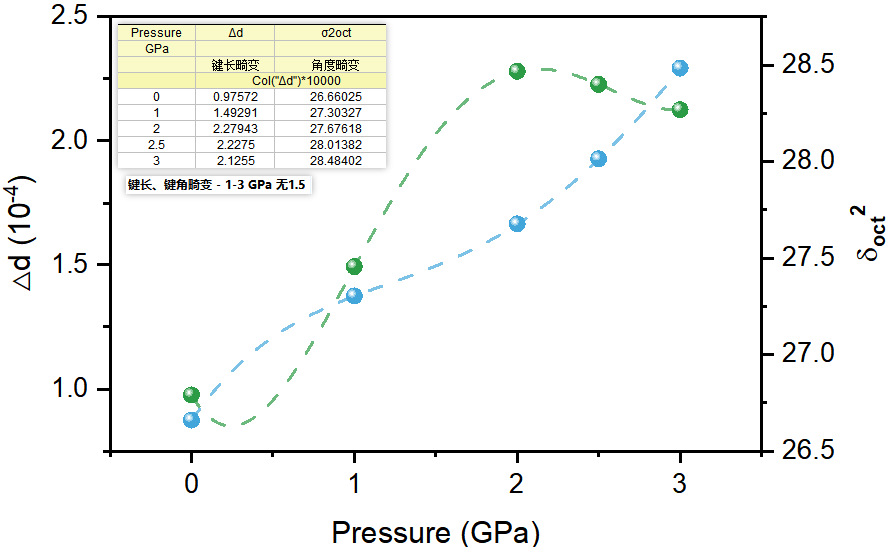 2.5
2.0
1.5
1.0
△d (10-4)
Pressure Δd σ2oct
GPa
键长畸变 角度畸变
Col("Δd")*10000
0 0.97572 26.66025
1 1.49291 27.30327
2 2.27943 27.67618
2.5 2.2275 28.01382
3 2.1255 28.48402
键长、键角畸变 - 1-3 GPa 无1.5
28.5
28.0
27.5
27.0
26.5
δoct2
0 1 2 3
Pressure (GPa)